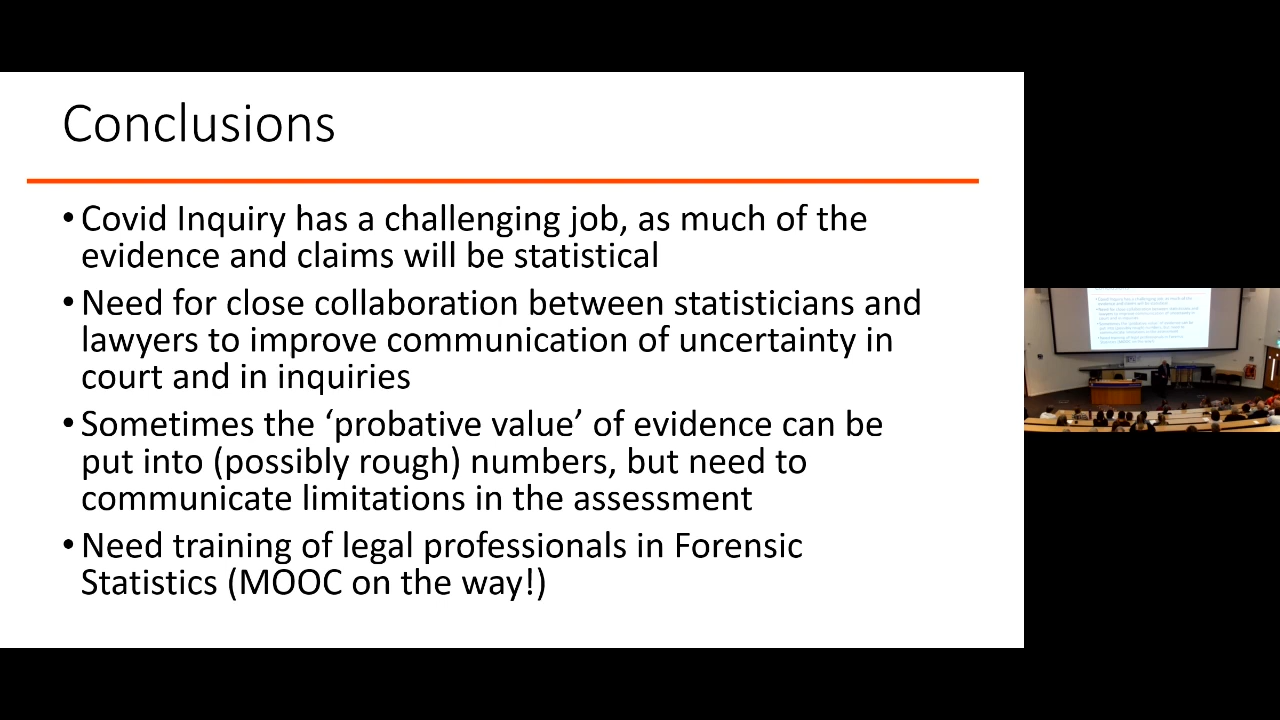 Conclusions
•Covid Inquiry has a challenging job, as much of the
evidence and claims will be statistical
•Need for close collaboration between statisticians and
lawyers to improve communication of uncertainty in
court and in inquiries
•Sometimes the ‘probative value’ of evidence can be
put into (possibly rough) numbers, but need to
communicate limitations in the assessment
•Need training of legal professionals in Forensic
Statistics (MOOC on the way!)